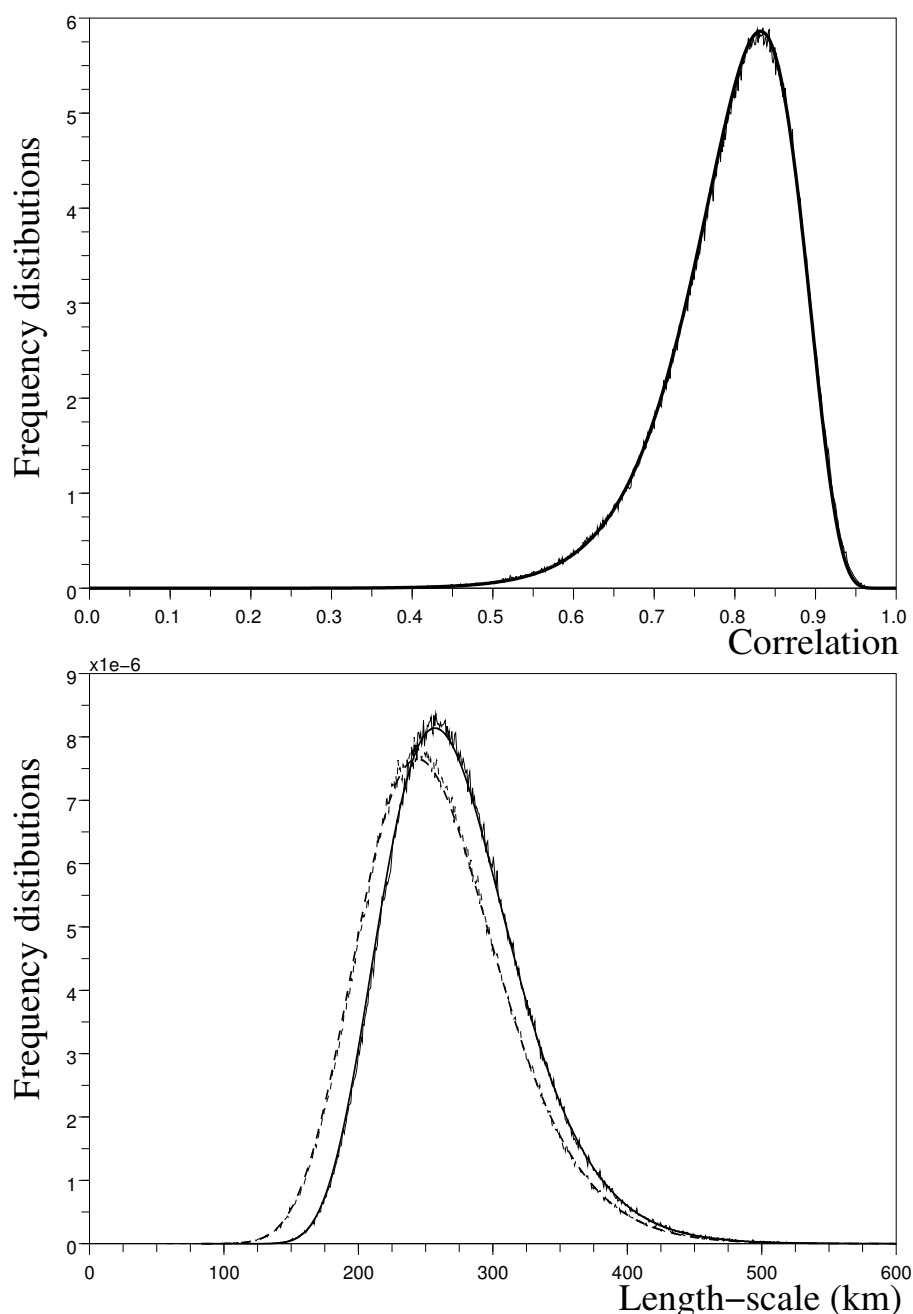 6
5
4
3
2
1
0
Frequency distibutions
0.0 0.1 0.2 0.3 0.4 0.5 0.6 0.7 0.8 0.9 1.0
Correlation
x1e−6
9
8
7
6
5
4
3
2
1
0
Frequency distibutions
0 100 200 300 400 500 600
Length−scale (km)